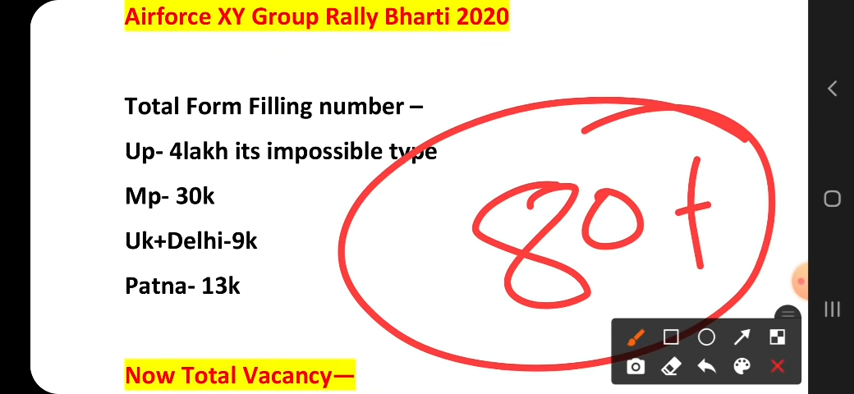 Airforce XY Group Rally Bharti 2020
Total Form Filling number –
Up- 4lakh its impossible type
Mp- 30k
Uk+Delhi-9k
Patna- 13k
80+
Now Total Vacancy—